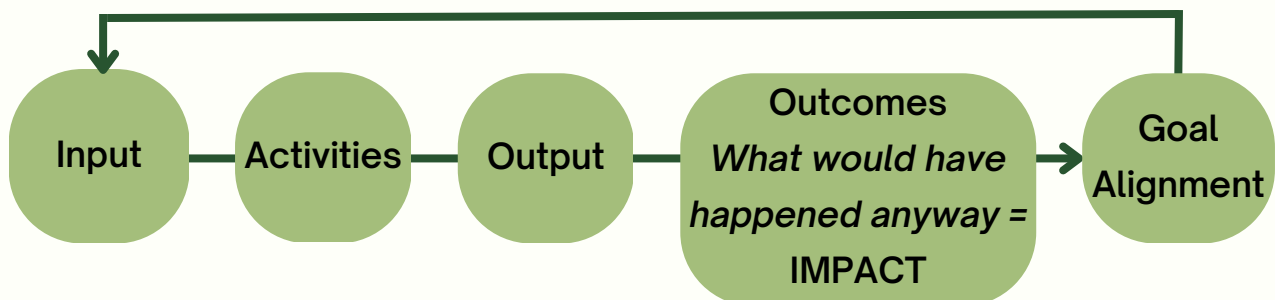 Input
Activities
Output
Outcomes
What would have
happened anyway =
IMPACT
Goal
Alignment